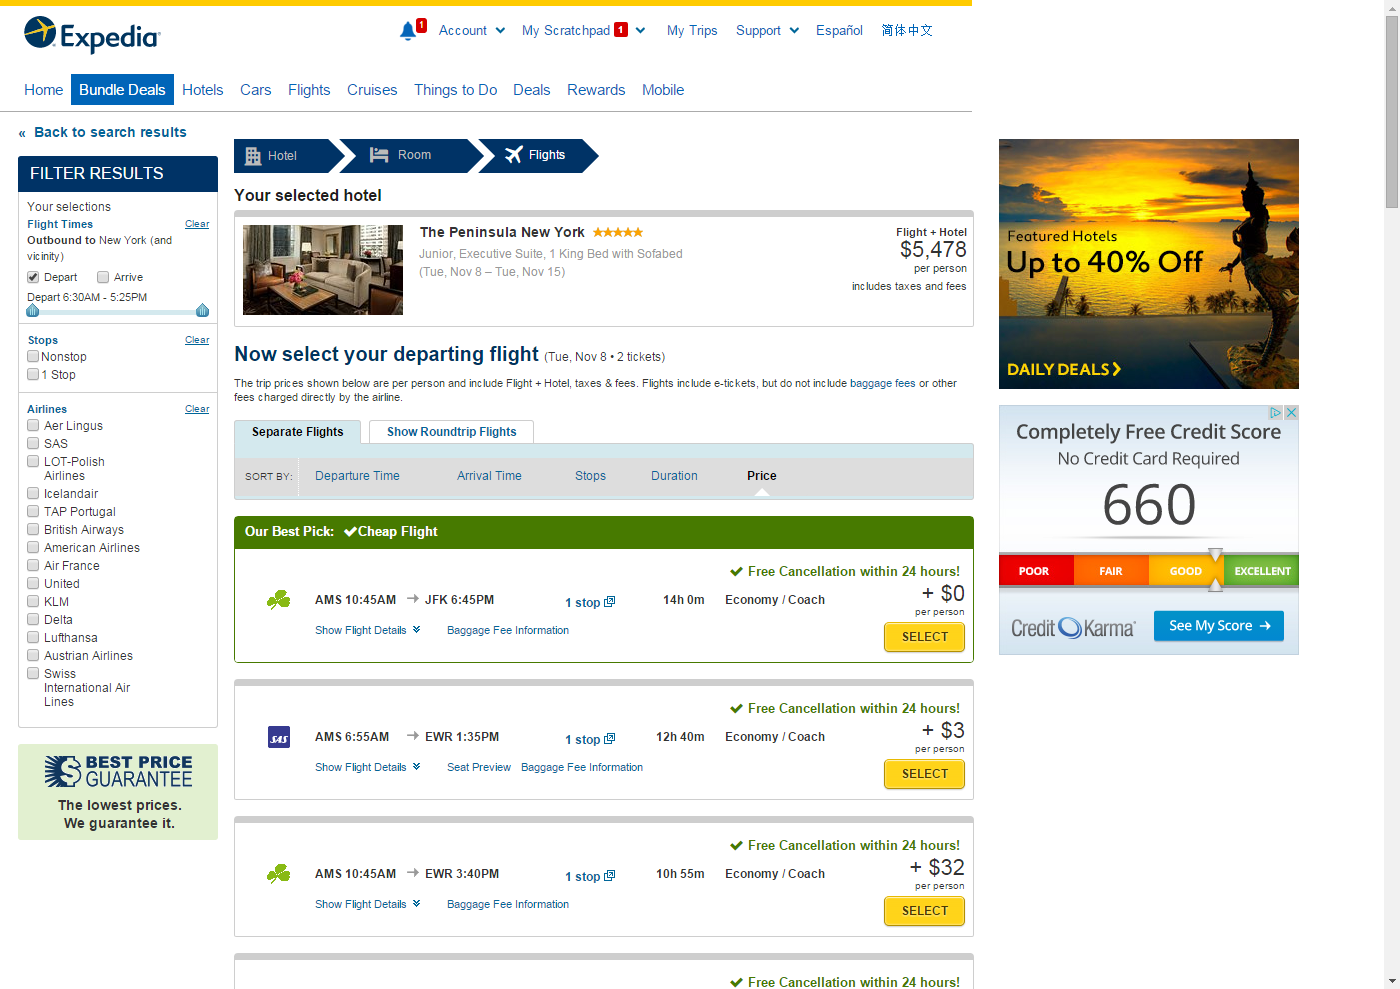 Expedia
1
Account
My Scratchpad 1
My Trips
Support
Español
简体中文
Home
Bundle Deals
Hotels
Cars
Flights
Cruises
Things to Do
Deals
Rewards
Mobile
« Back to search results
FILTER RESULTS
Your selections
Flight Times Clear
Outbound to New York (and
vicinity)
Depart Arrive
Depart 6:30AM - 5:25PM
Stops Clear
Nonstop
1 Stop
Airlines Clear
Aer Lingus
SAS
LOT-Polish
Airlines
Icelandair
TAP Portugal
British Airways
American Airlines
Air France
United
KLM
Delta
Lufthansa
Austrian Airlines
Swiss
International Air
Lines
BEST PRICE
GUARANTEE
The lowest prices.
We guarantee it.
Hotel
Room
Flights
Your selected hotel
The Peninsula New York
Junior, Executive Suite, 1 King Bed with Sofabed
(Tue, Nov 8 – Tue, Nov 15)
Flight + Hotel
$5,478
per person
includes taxes and fees
Now select your departing flight (Tue, Nov 8 • 2 tickets)
The trip prices shown below are per person and include Flight + Hotel, taxes & fees. Flights include e-tickets, but do not include baggage fees or other
fees charged directly by the airline.
Separate Flights
Show Roundtrip Flights
SORT BY: Departure Time Arrival Time Stops Duration Price
Our Best Pick: Cheap Flight
Free Cancellation within 24 hours!
AMS 10:45AM JFK 6:45PM 1 stop 14h 0m Economy / Coach + $0
per person
Show Flight Details Baggage Fee Information
SELECT
Free Cancellation within 24 hours!
SAS
AMS 6:55AM EWR 1:35PM 1 stop 12h 40m Economy / Coach + $3
per person
Show Flight Details Seat Preview Baggage Fee Information
SELECT
Free Cancellation within 24 hours!
AMS 10:45AM EWR 3:40PM 1 stop 10h 55m Economy / Coach + $32
per person
Show Flight Details Baggage Fee Information
SELECT
Free Cancellation within 24 hours!
Featured Hotels
Up to 40% Off
DAILY DEALS
Completely Free Credit Score
No Credit Card Required
660
POOR FAIR GOOD EXCELLENT
Credit Karma
See My Score